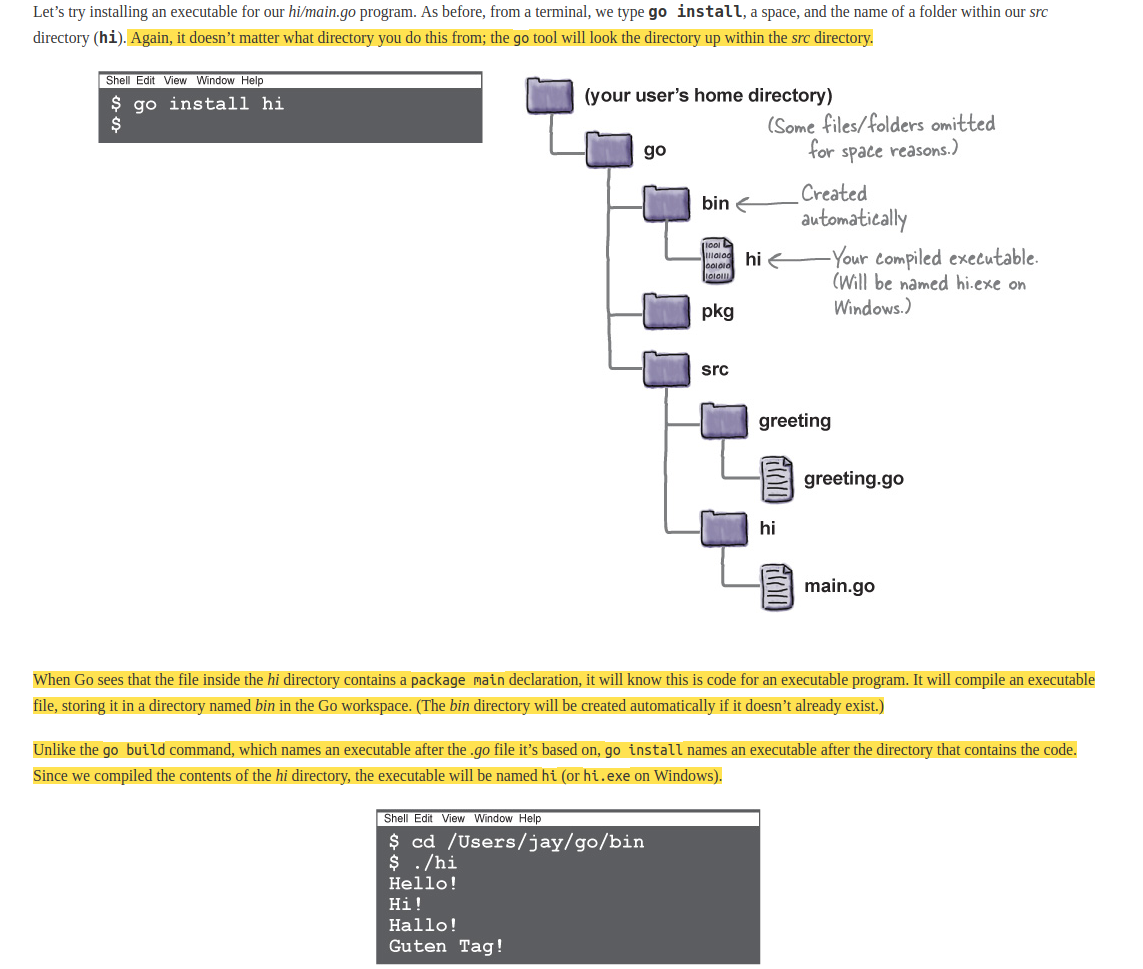 Let’s try installing an executable for our hi/main.go program. As before, from a terminal, we type go install, a space, and the name of a folder within our src
directory (hi). Again, it doesn’t matter what directory you do this from; the go tool will look the directory up within the src directory.
Shell Edit View Window Help
$ go install hi
$
(your user’s home directory)
(Some files/folders omitted
for space reasons.)
go
bin
Created
automatically
1001
1110100
001010
1010111
hi
Your compiled executable.
(Will be named hi.exe on
Windows.)
pkg
src
greeting
greeting.go
hi
main.go
When Go sees that the file inside the hi directory contains a package main declaration, it will know this is code for an executable program. It will compile an executable
file, storing it in a directory named bin in the Go workspace. (The bin directory will be created automatically if it doesn’t already exist.)
Unlike the go build command, which names an executable after the .go file it’s based on, go install names an executable after the directory that contains the code.
Since we compiled the contents of the hi directory, the executable will be named hi (or hi.exe on Windows).
Shell Edit View Window Help
$ cd /Users/jay/go/bin
$ ./hi
Hello!
Hi!
Hallo!
Guten Tag!